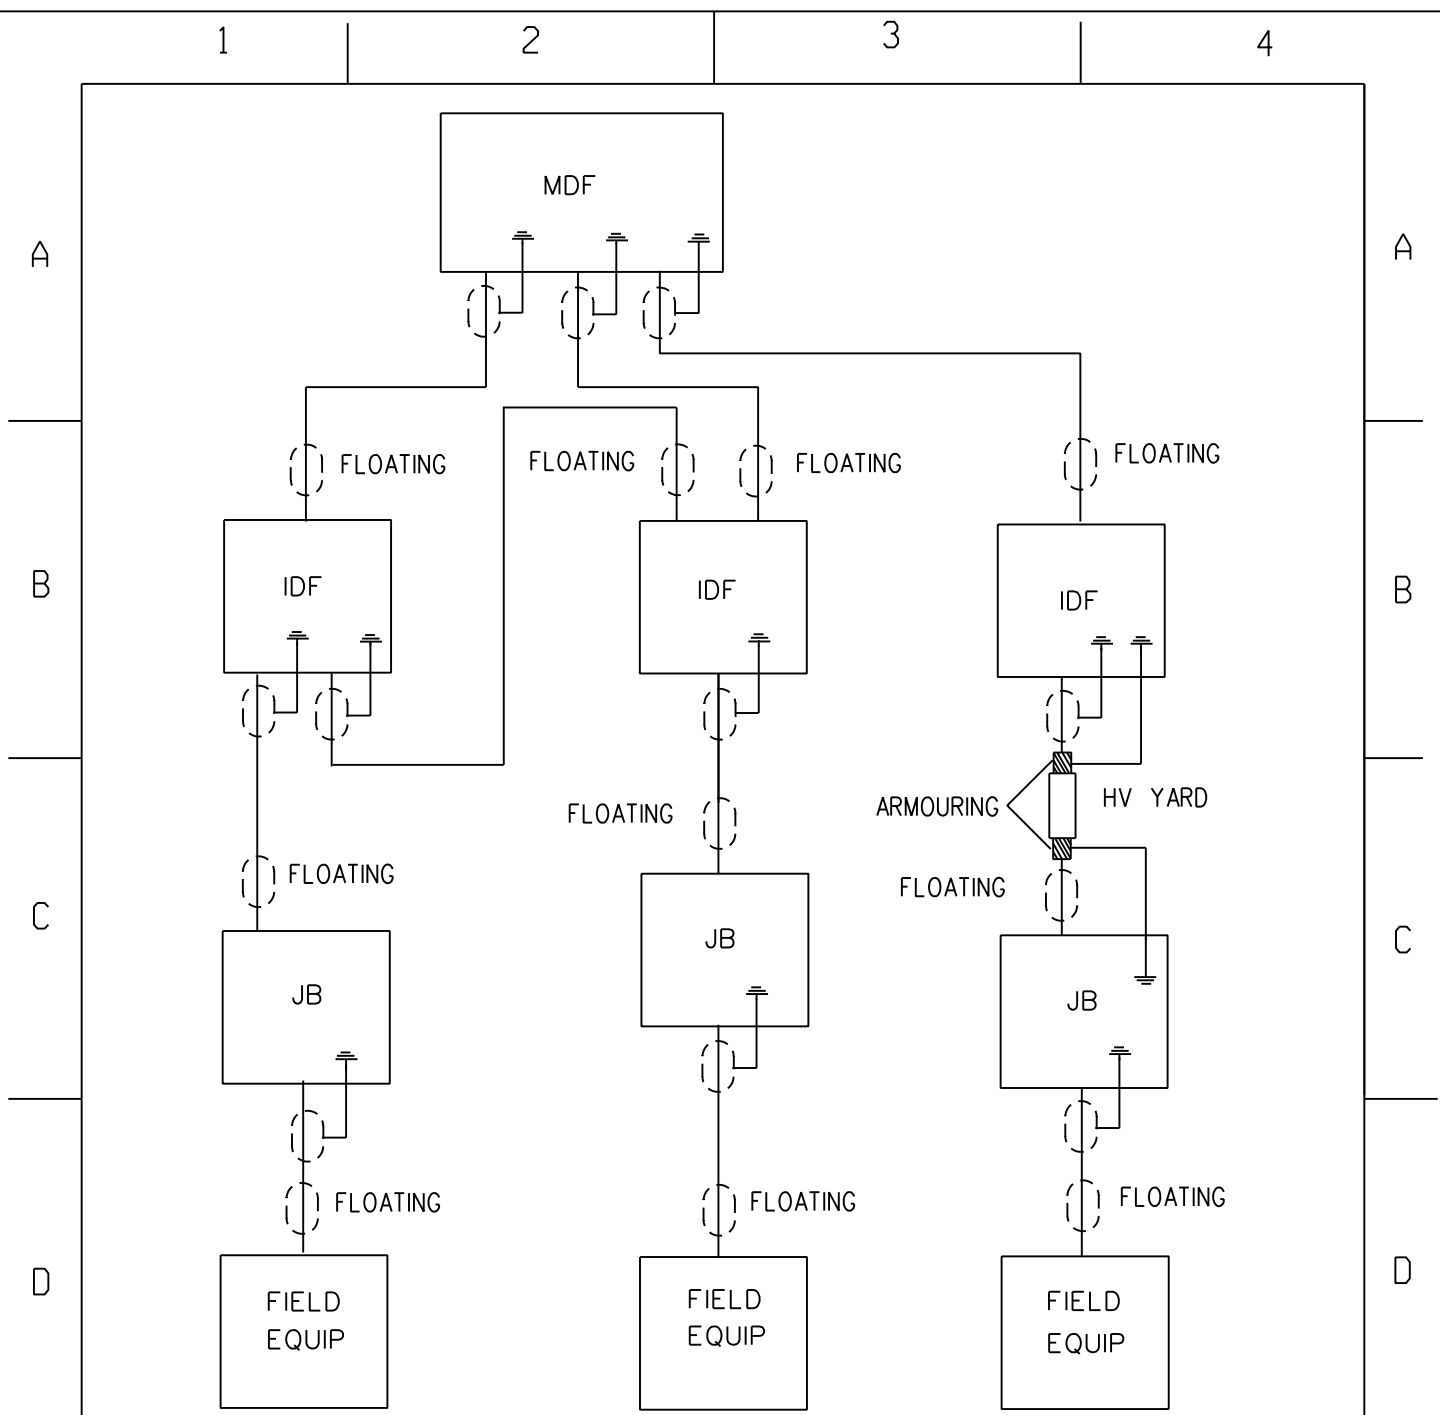 1 2 3 4
MDF
A A
FLOATING FLOATING FLOATING FLOATING
B IDF IDF IDF B
ARMOURING HV YARD
FLOATING
FLOATING FLOATING
C JB JB JB C
FLOATING FLOATING FLOATING
D D
FIELD FIELD FIELD
EQUIP EQUIP EQUIP